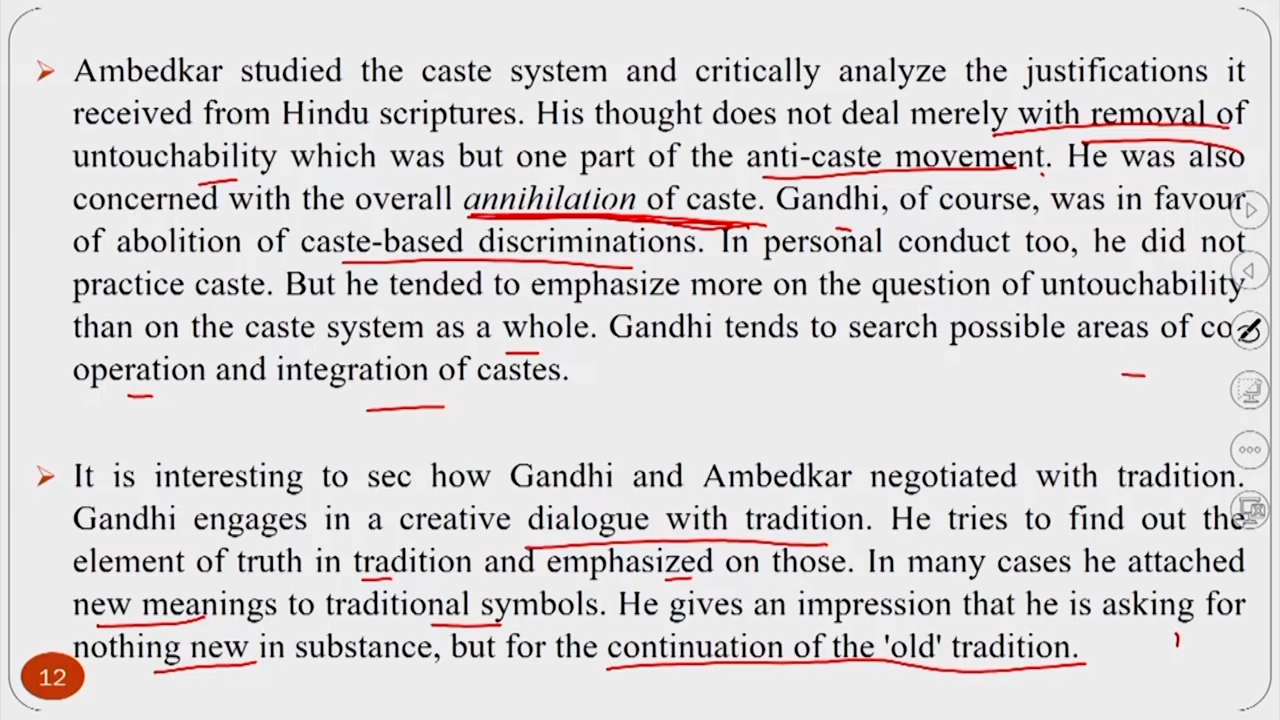 Ambedkar studied the caste system and critically analyze the justifications it
received from Hindu scriptures. His thought does not deal merely with removal of
untouchability which was but one part of the anti-caste movement. He was also
concerned with the overall annihilation of caste. Gandhi, of course, was in favour
of abolition of caste-based discriminations. In personal conduct too, he did not
practice caste. But he tended to emphasize more on the question of untouchability
than on the caste system as a whole. Gandhi tends to search possible areas of co-
operation and integration of castes.
It is interesting to sec how Gandhi and Ambedkar negotiated with tradition.
Gandhi engages in a creative dialogue with tradition. He tries to find out the
element of truth in tradition and emphasized on those. In many cases he attached
new meanings to traditional symbols. He gives an impression that he is asking for
nothing new in substance, but for the continuation of the 'old' tradition.
12